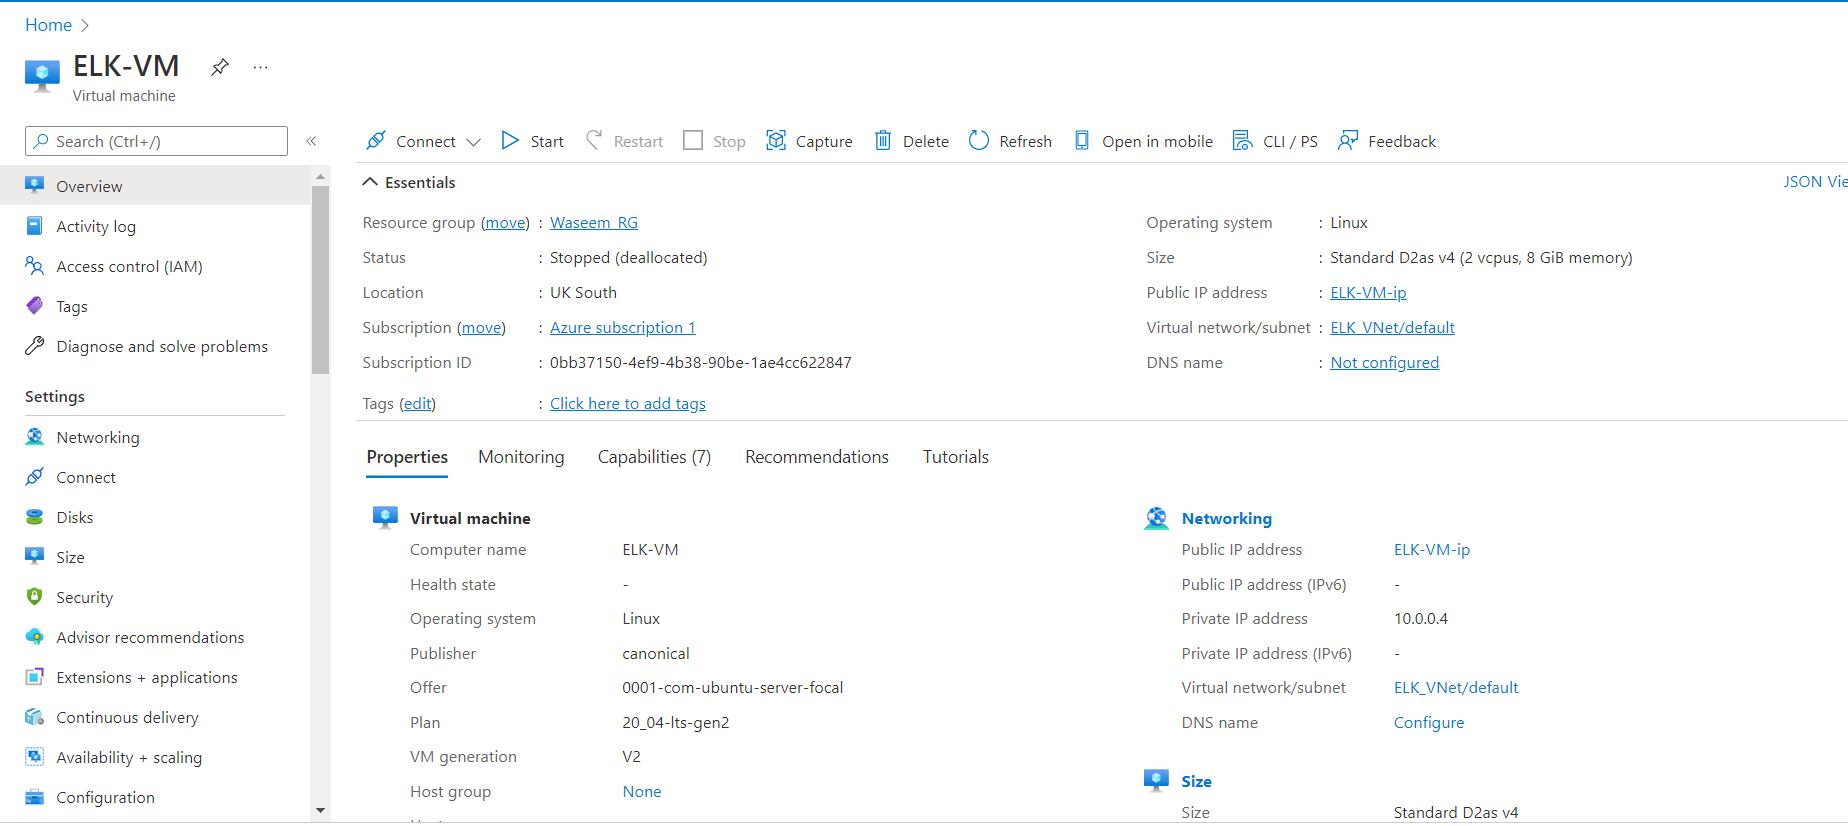 Home
ELK-VM
Virtual machine
Search (Ctrl+/)
Connect Start Restart Stop Capture Delete Refresh Open in mobile CLI / PS Feedback
Overview
Activity log
Access control (IAM)
Tags
Diagnose and solve problems
Settings
Networking
Connect
Disks
Size
Security
Advisor recommendations
Extensions + applications
Continuous delivery
Availability + scaling
Configuration
Essentials
JSON Vie
Resource group (move) : Waseem_RG
Status : Stopped (deallocated)
Location : UK South
Subscription (move) : Azure subscription 1
Subscription ID : 0bb37150-4ef9-4b38-90be-1ae4cc622847
Tags (edit) : Click here to add tags
Operating system : Linux
Size : Standard D2as v4 (2 vcpus, 8 GiB memory)
Public IP address : ELK-VM-ip
Virtual network/subnet : ELK_VNet/default
DNS name : Not configured
Properties Monitoring Capabilities (7) Recommendations Tutorials
Virtual machine
Computer name ELK-VM
Health state -
Operating system Linux
Publisher canonical
Offer 0001-com-ubuntu-server-focal
Plan 20_04-lts-gen2
VM generation V2
Host group None
Networking
Public IP address ELK-VM-ip
Public IP address (IPv6) -
Private IP address 10.0.0.4
Private IP address (IPv6) -
Virtual network/subnet ELK_VNet/default
DNS name Configure
Size
Size Standard D2as v4